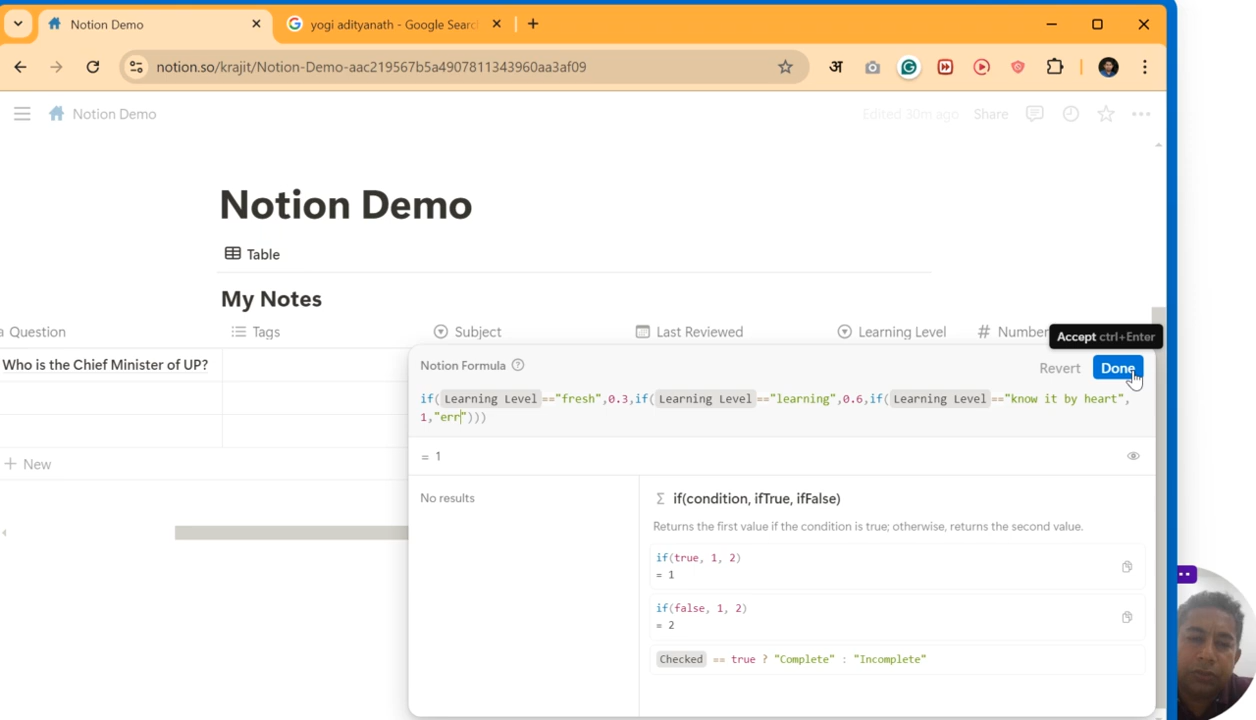 Notion Demo
yogi adityanath - Google Searc
notion.so/krajit/Notion-Demo-aac219567b5a4907811343960aa3af09
अ
Notion Demo
Edited 30m ago Share
Notion Demo
Table
My Notes
a Question Tags Subject Last Reviewed Learning Level Number
Accept ctrl+Enter
Who is the Chief Minister of UP?
Notion Formula
Revert Done
if(Learning Level=="fresh",0.3,if(Learning Level=="learning",0.6,if(Learning Level=="know it by heart",
1,"err")))
= 1
+ New
No results
Σ if(condition, ifTrue, ifFalse)
Returns the first value if the condition is true; otherwise, returns the second value.
if(true, 1, 2)
= 1
if(false, 1, 2)
= 2
Checked == true ? "Complete" : "Incomplete"